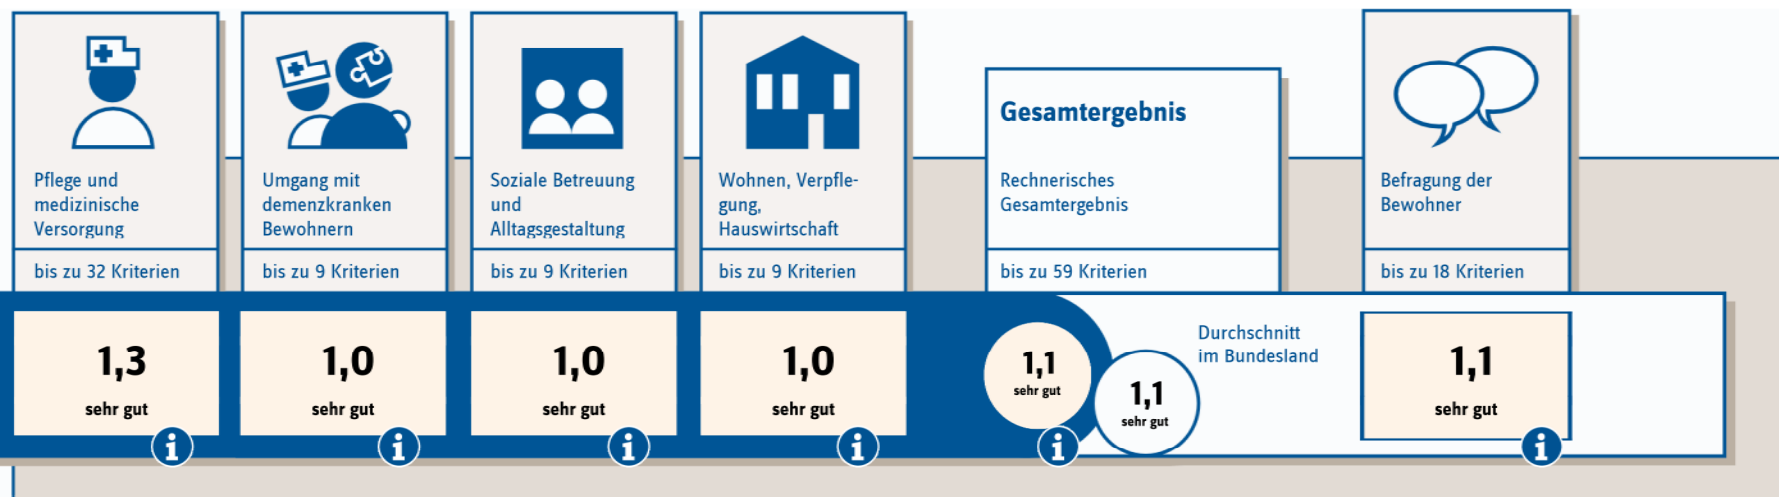 Pflege und
medizinische
Versorgung
bis zu 32 Kriterien
1,3
sehr gut
i
Umgang mit
demenzkranken
Bewohnern
bis zu 9 Kriterien
1,0
sehr gut
i
Soziale Betreuung
und
Alltagsgestaltung
bis zu 9 Kriterien
1,0
sehr gut
i
Wohnen, Verpfle-
gung,
Hauswirtschaft
bis zu 9 Kriterien
1,0
sehr gut
i
Gesamtergebnis
Rechnerisches
Gesamtergebnis
bis zu 59 Kriterien
1,1
sehr gut
i
1,1
sehr gut
Durchschnitt
im Bundesland
Befragung der
Bewohner
bis zu 18 Kriterien
1,1
sehr gut
i